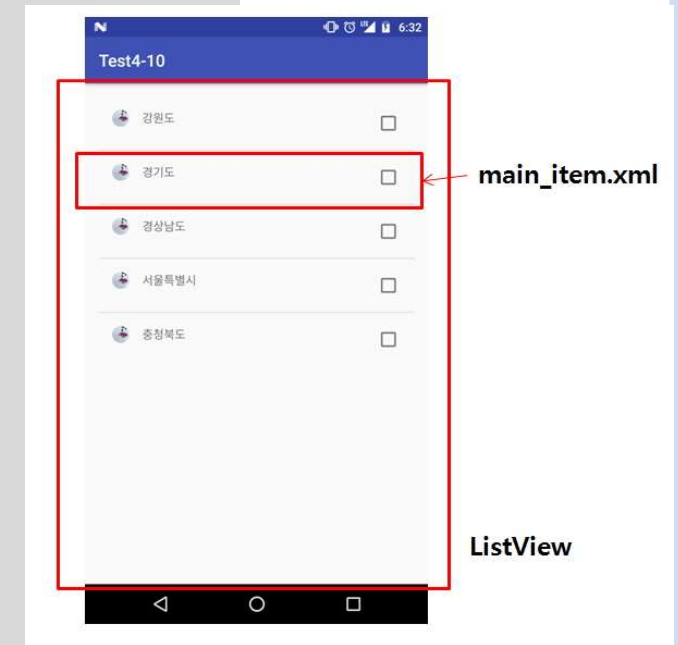 N LTE 6:32
Test4-10
강원도
경기도
main_item.xml
경상남도
서울특별시
충청북도
ListView